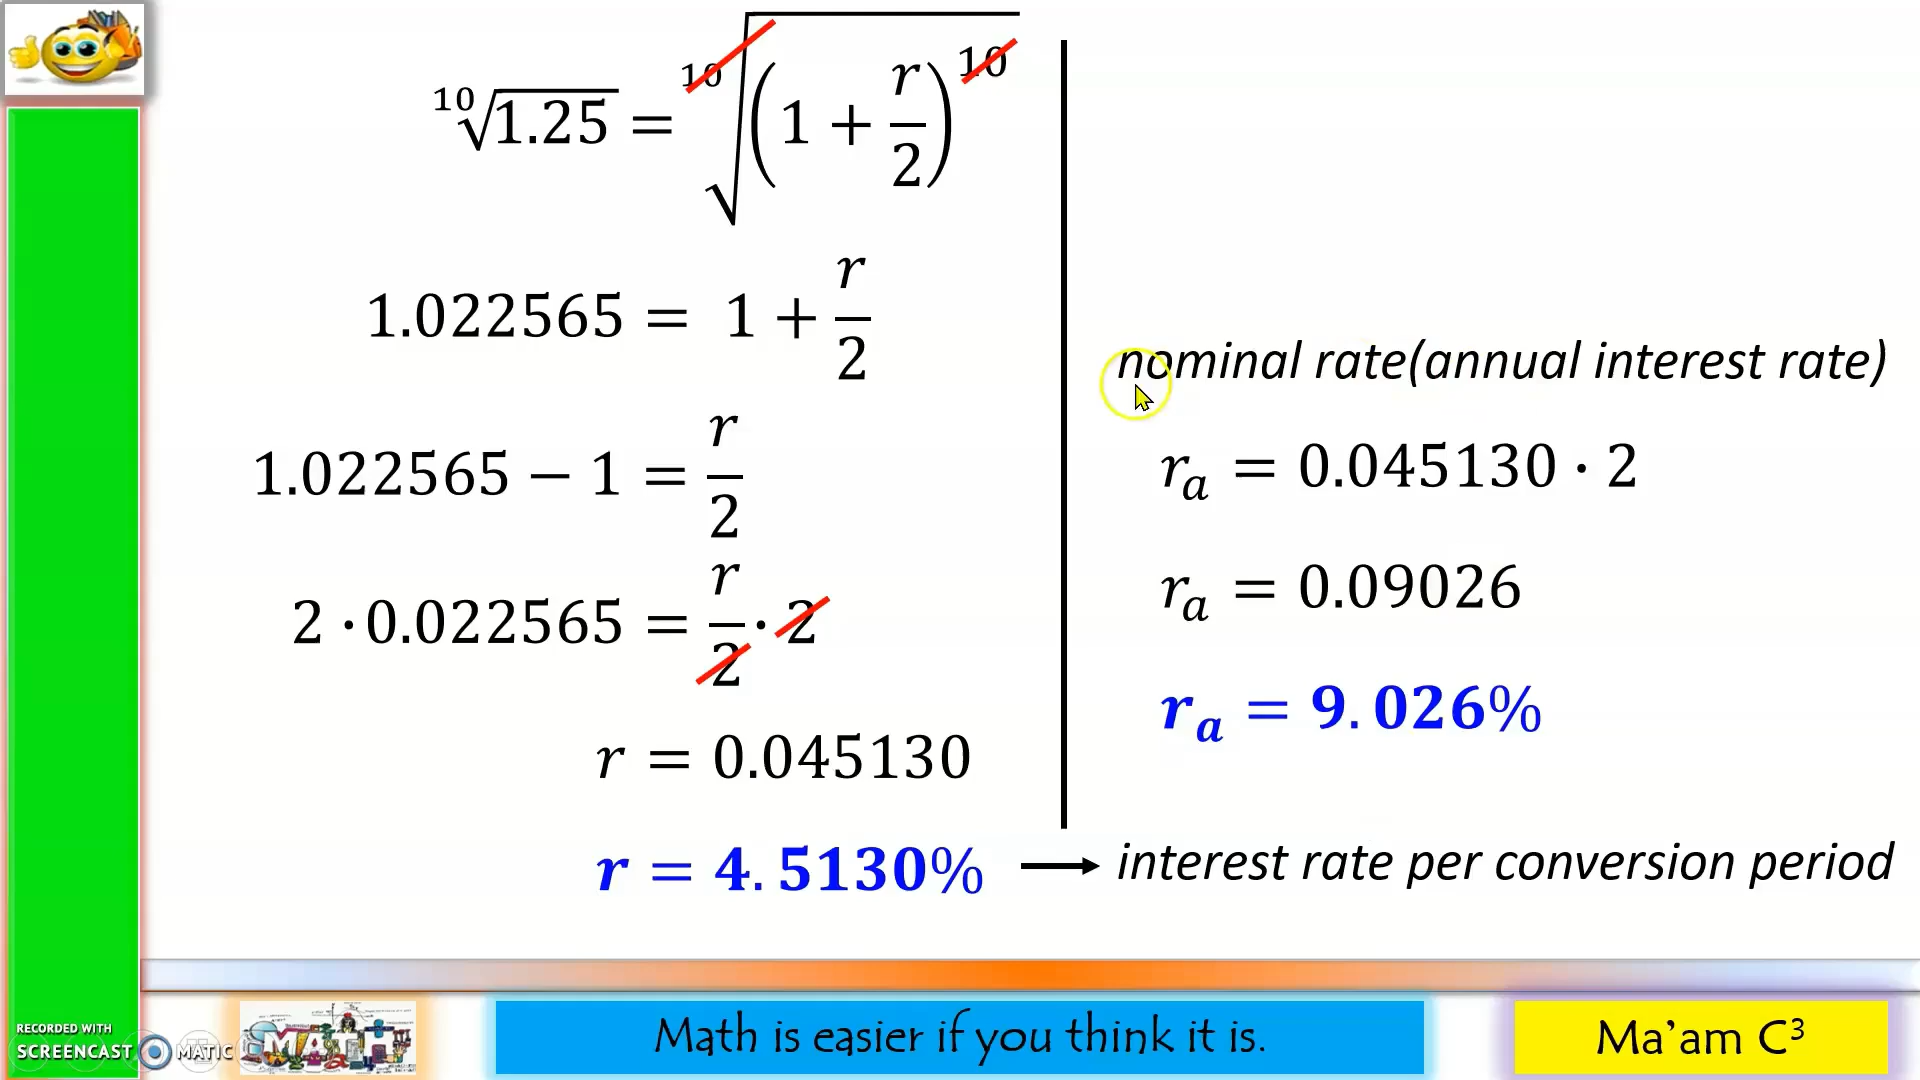 ¹⁰√1.25 = ¹⁰√(1 + r/2)¹⁰
1.022565 = 1 + r/2
1.022565 − 1 = r/2
2 · 0.022565 = r/2 · 2
r = 0.045130
r = 4.5130%
nominal rate(annual interest rate)
rₐ = 0.045130 · 2
rₐ = 0.09026
rₐ = 9.026%
interest rate per conversion period
RECORDED WITH
SCREENCAST MATIC
MATH
Math is easier if you think it is.
Ma’am C³